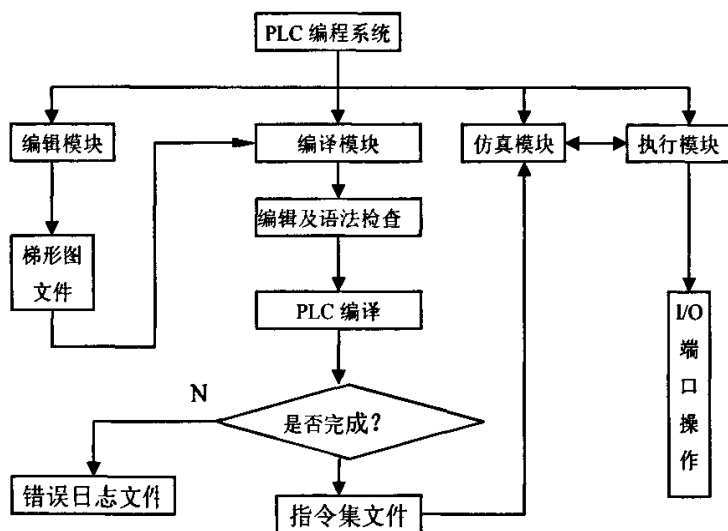 PLC 编程系统
编辑模块
编译模块
仿真模块
执行模块
编辑及语法检查
梯形图
文件
PLC 编译
I/O
端
口
操
作
N
是否完成?
错误日志文件
指令集文件